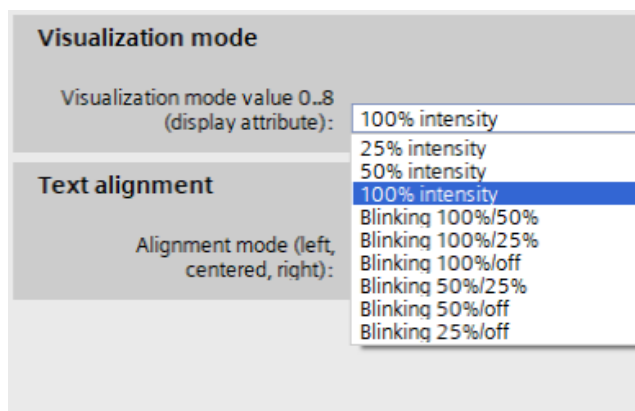 Visualization mode
Visualization mode value 0..8
(display attribute):
100% intensity
25% intensity
50% intensity
100% intensity
Blinking 100%/50%
Blinking 100%/25%
Blinking 100%/off
Blinking 50%/25%
Blinking 50%/off
Blinking 25%/off
Text alignment
Alignment mode (left,
centered, right):